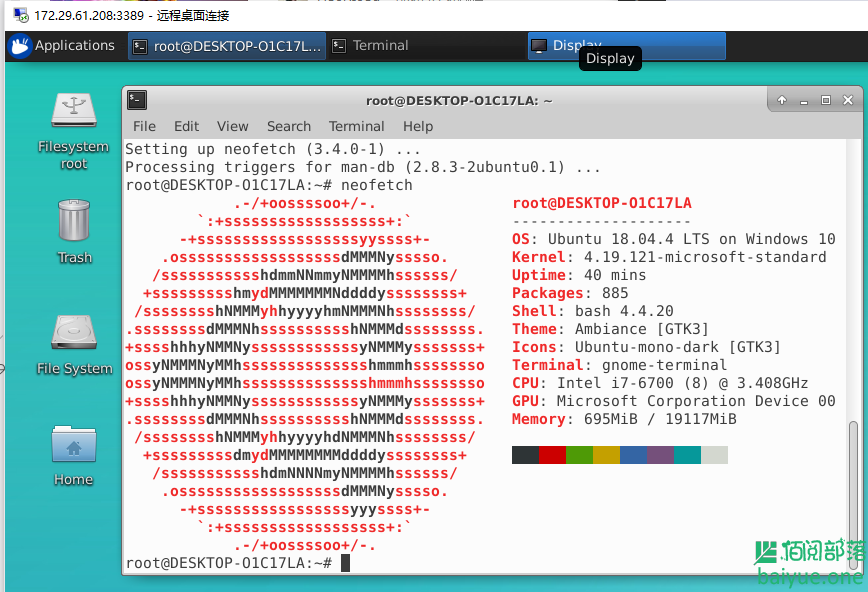 172.29.61.208:3389 - 远程桌面连接
Applications
root@DESKTOP-O1C17L...
Terminal
Display
Display
root@DESKTOP-O1C17LA: ~
File Edit View Search Terminal Help
Filesystem
root
Trash
File System
Home
Setting up neofetch (3.4.0-1) ...
Processing triggers for man-db (2.8.3-2ubuntu0.1) ...
root@DESKTOP-O1C17LA:~# neofetch
            .-/+oossssoo+/-.               root@DESKTOP-O1C17LA
        `:+ssssssssssssssssss+:`           --------------------
      -+ssssssssssssssssssyyssss+-         OS: Ubuntu 18.04.4 LTS on Windows 10
    .ossssssssssssssssssdMMMNysssso.       Kernel: 4.19.121-microsoft-standard
   /ssssssssssshdmmNNmmyNMMMMhssssss/      Uptime: 40 mins
  +ssssssssshmydMMMMMMMNddddyssssssss+     Packages: 885
 /sssssssshNMMMyhhyyyyhmNMMMNhssssssss/    Shell: bash 4.4.20
.ssssssssdMMMNhsssssssssshNMMMdssssssss.   Theme: Ambiance [GTK3]
+sssshhhyNMMNyssssssssssssyNMMMysssssss+   Icons: Ubuntu-mono-dark [GTK3]
ossyNMMMNyMMhsssssssssssssshmmmhssssssso   Terminal: gnome-terminal
ossyNMMMNyMMhsssssssssssssshmmmhssssssso   CPU: Intel i7-6700 (8) @ 3.408GHz
+sssshhhyNMMNyssssssssssssyNMMMysssssss+   GPU: Microsoft Corporation Device 00
.ssssssssdMMMNhsssssssssshNMMMdssssssss.   Memory: 695MiB / 19117MiB
 /sssssssshNMMMyhhyyyyhdNMMMNhssssssss/
  +sssssssssdmydMMMMMMMMddddyssssssss+
   /ssssssssssshdmNNNNmyNMMMMhssssss/
    .ossssssssssssssssssdMMMNysssso.
      -+sssssssssssssssssyyyssss+-
        `:+ssssssssssssssssss+:`
            .-/+oossssoo+/-.
root@DESKTOP-O1C17LA:~#
佰阅部落
baiyue.one